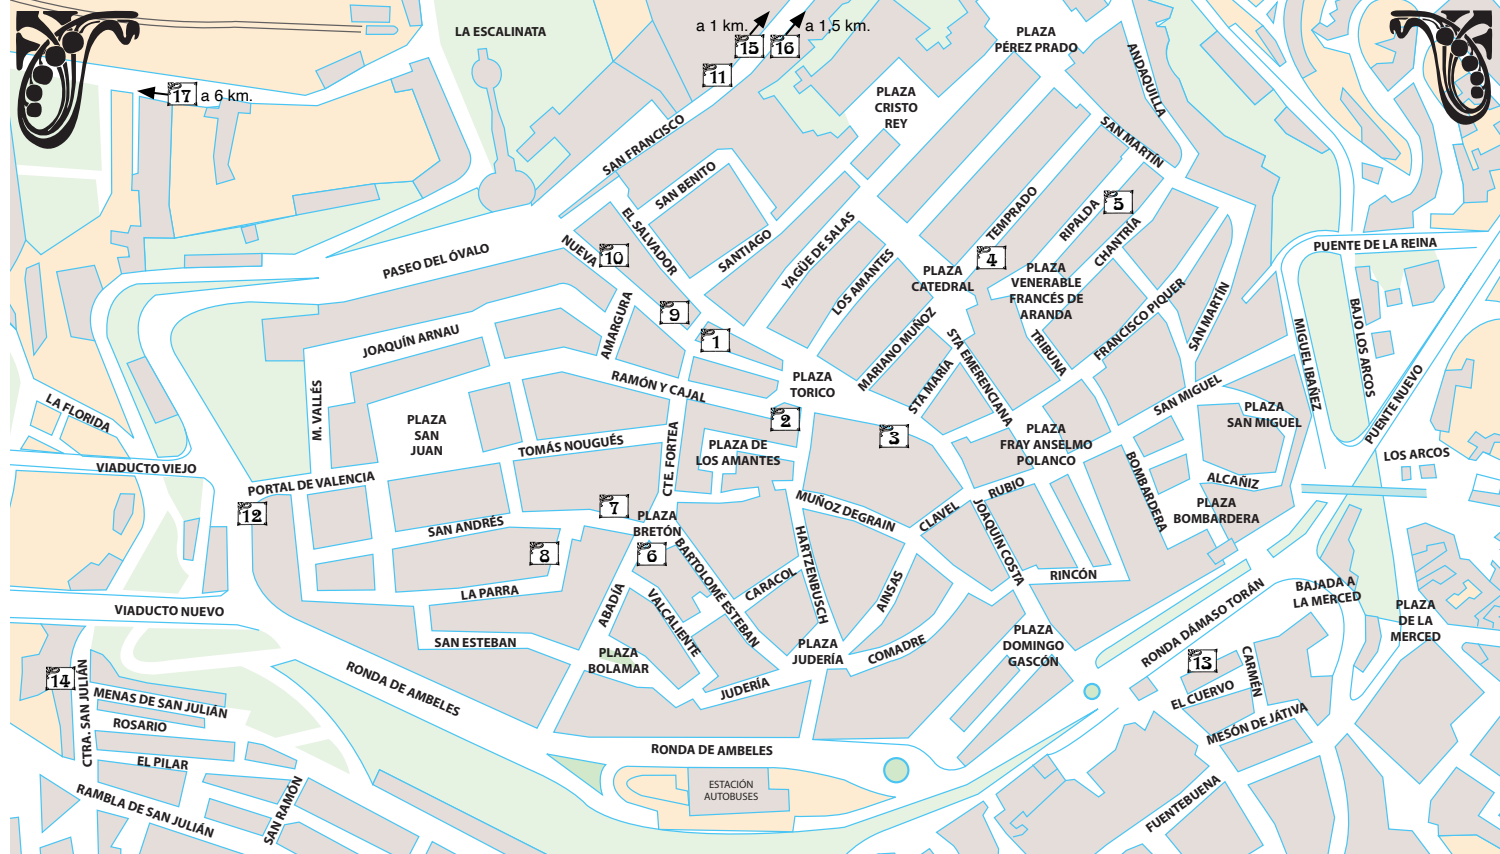 LA ESCALINATA
a 1 km.
15
16
a 1,5 km.
11
17
a 6 km.
PLAZA
PÉREZ PRADO
ANDAQUILLA
PLAZA
CRISTO
REY
SAN MARTÍN
SAN FRANCISCO
SAN BENITO
EL SALVADOR
NUEVA
10
SANTIAGO
YAGÜE DE SALAS
LOS AMANTES
TEMPRADO
RIPALDA
5
CHANTRIA
4
PLAZA
CATEDRAL
PLAZA
VENERABLE
FRANCÉS DE
ARANDA
PUENTE DE LA REINA
PASEO DEL ÓVALO
JOAQUÍN ARNAU
AMARGURA
9
1
MARIANO MUÑOZ
STA EMERENCIANA
STA MARÍA
TRIBUNA
FRANCISCO PIQUER
SAN MARTÍN
MIGUEL IBAÑEZ
BAJO LOS ARCOS
PUENTE NUEVO
LA FLORIDA
M. VALLÉS
RAMÓN Y CAJAL
PLAZA
TORICO
SAN MIGUEL
PLAZA
SAN MIGUEL
PLAZA
SAN
JUAN
TOMÁS NOUGUÉS
CTE. FORTEA
2
3
PLAZA DE
LOS AMANTES
PLAZA
FRAY ANSELMO
POLANCO
BOMBARDERA
ALCAÑIZ
PLAZA
BOMBARDERA
LOS ARCOS
VIADUCTO VIEJO
PORTAL DE VALENCIA
12
SAN ANDRÉS
7
PLAZA
BRETÓN
6
8
MUÑOZ DEGRAIN
CLAVEL
RUBIO
JOAQUÍN COSTA
HARTZENBUSCH
BARTOLOMÉ ESTEBAN
CARACOL
AINSAS
RINCÓN
VIADUCTO NUEVO
LA PARRA
ABADÍA
VALCALIENTE
SAN ESTEBAN
PLAZA
BOLAMAR
PLAZA
JUDERÍA
COMADRE
JUDERÍA
PLAZA
DOMINGO
GASCÓN
RONDA DÁMASO TORÁN
BAJADA A
LA MERCED
PLAZA
DE LA
MERCED
13
CARMÉN
EL CUERVO
MESÓN DE JÁTIVA
FUENTEBUENA
14
CTRA. SAN JULIÁN
MENAS DE SAN JULIÁN
ROSARIO
EL PILAR
RAMBLA DE SAN JULIÁN
SAN RAMÓN
RONDA DE AMBELES
RONDA DE AMBELES
ESTACIÓN
AUTOBUSES